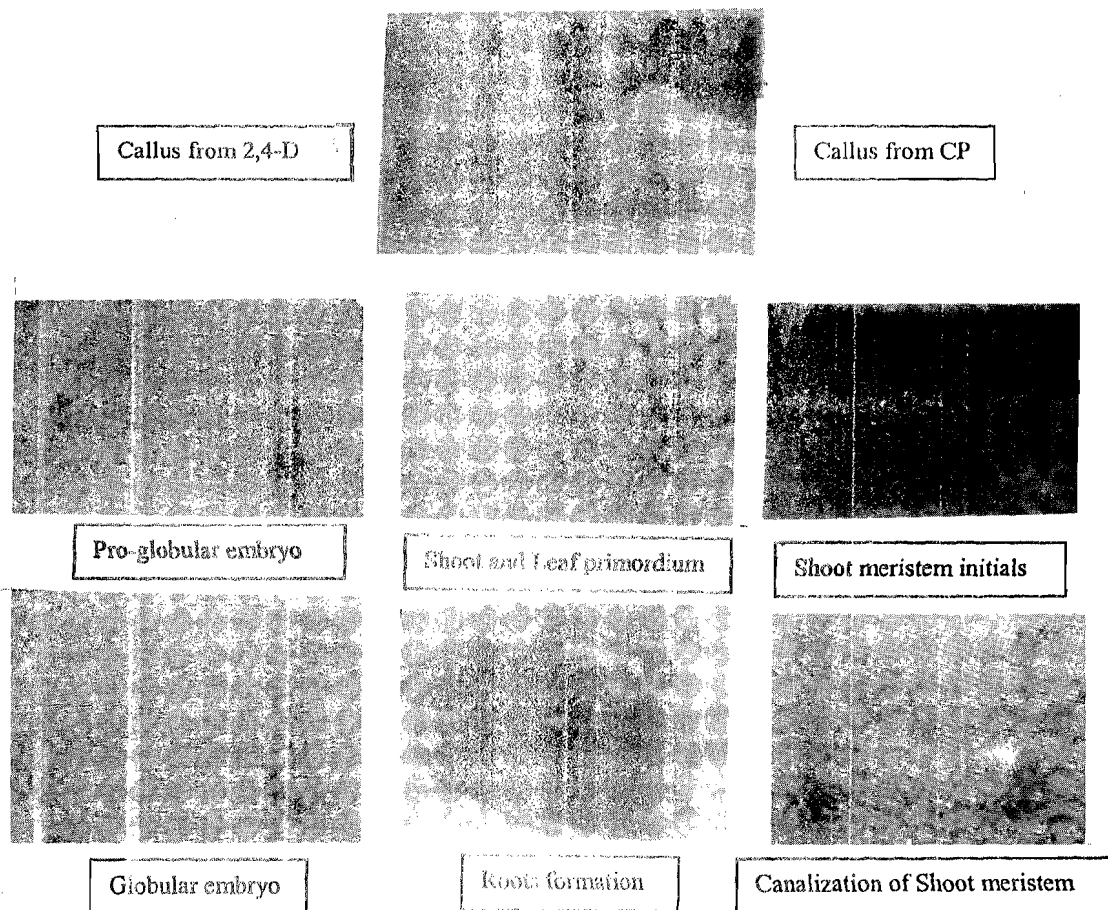 Callus from 2,4-D
Callus from CP
Pro-globular embryo
Shoot and Leaf primordium
Shoot meristem initials
Globular embryo
Roots formation
Canalization of Shoot meristem